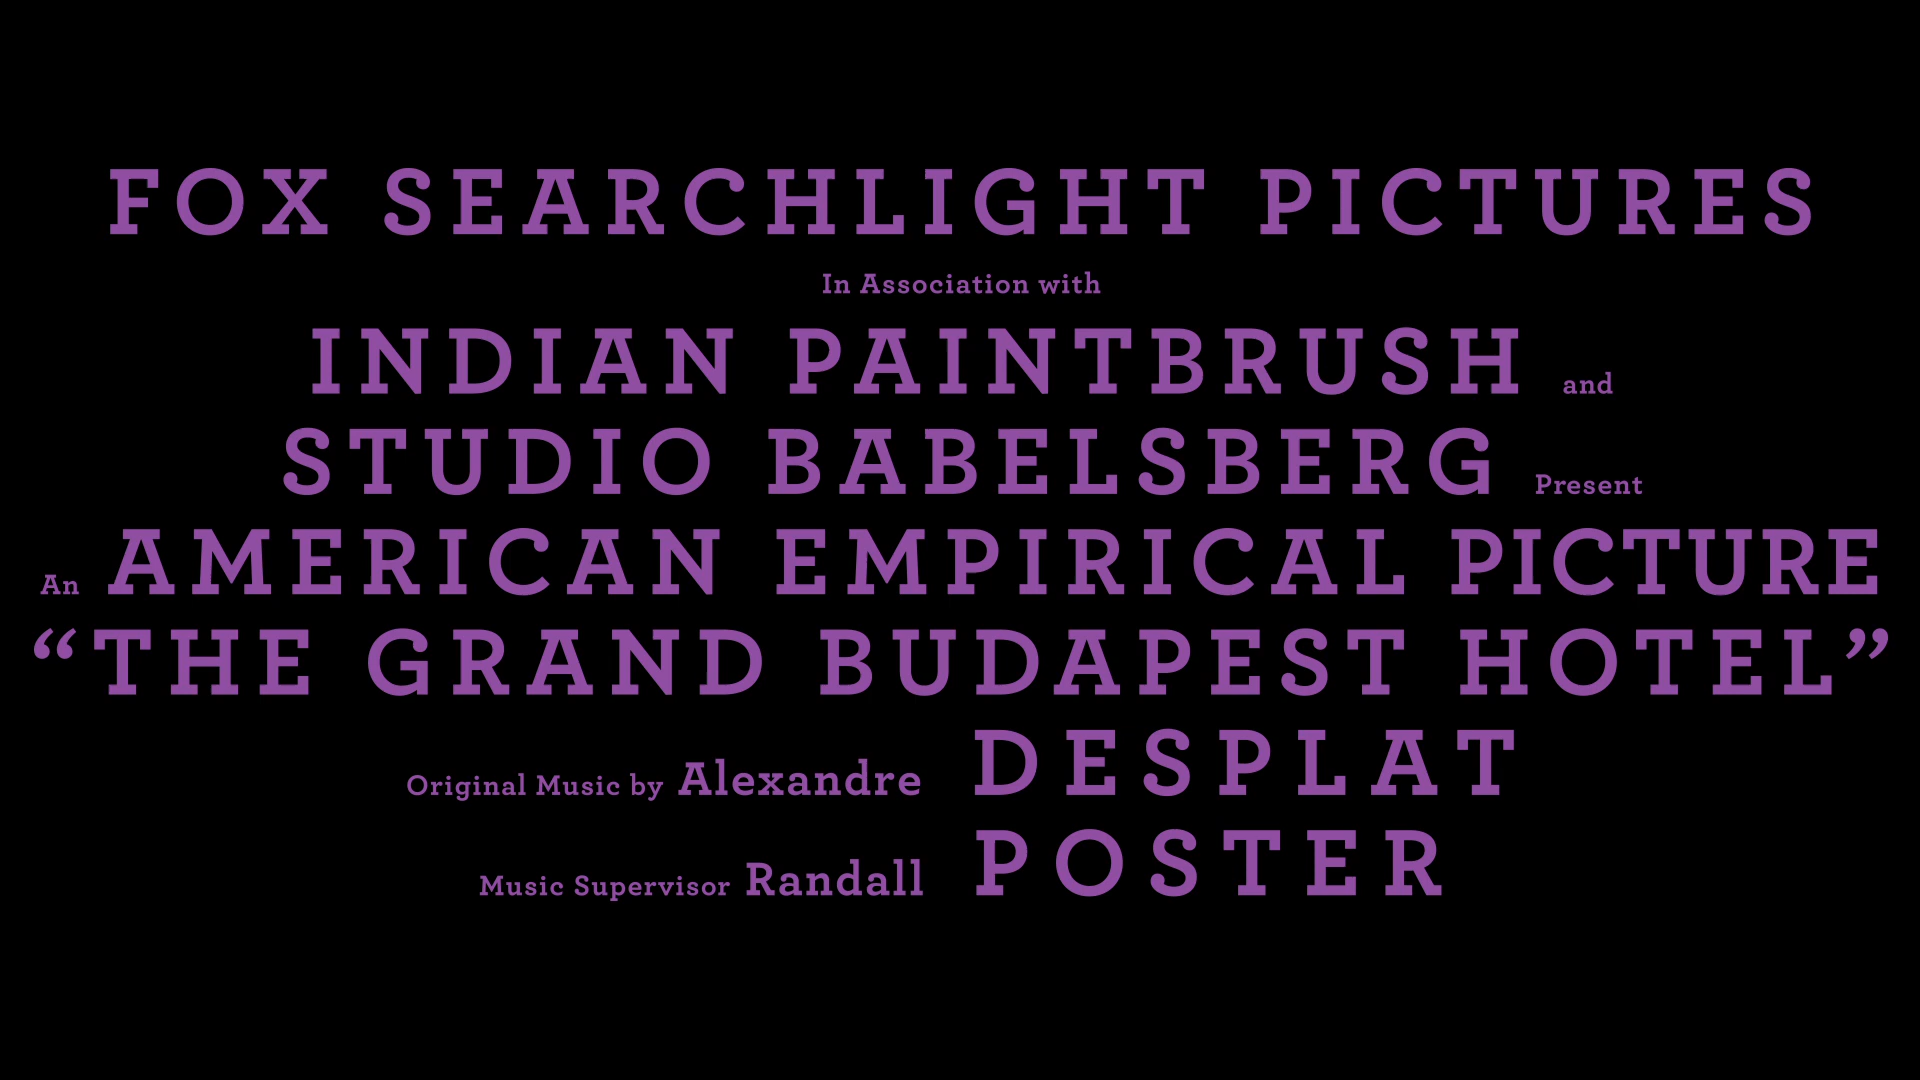 FOX SEARCHLIGHT PICTURES
In Association with
INDIAN PAINTBRUSH and
STUDIO BABELSBERG Present
An AMERICAN EMPIRICAL PICTURE
“THE GRAND BUDAPEST HOTEL”
Original Music by Alexandre DESPLAT
Music Supervisor Randall POSTER